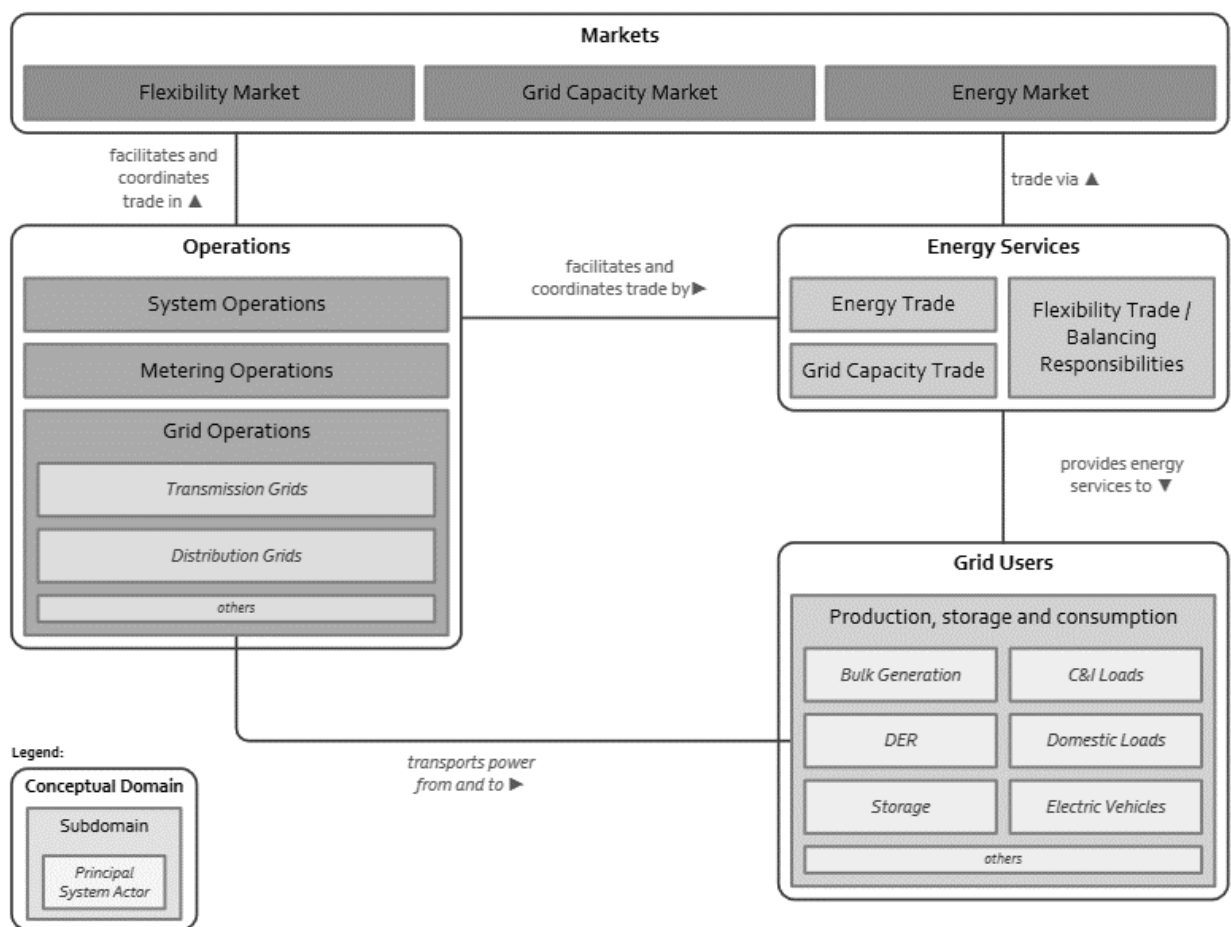 Markets
Flexibility Market
Grid Capacity Market
Energy Market
facilitates and
coordinates
trade in ▲
trade via ▲
Operations
System Operations
Metering Operations
Grid Operations
Transmission Grids
Distribution Grids
others
facilitates and
coordinates trade by ►
Energy Services
Energy Trade
Grid Capacity Trade
Flexibility Trade /
Balancing
Responsibilities
provides energy
services to ▼
Grid Users
Production, storage and consumption
Bulk Generation
C&I Loads
DER
Domestic Loads
Storage
Electric Vehicles
others
transports power
from and to ►
Legend:
Conceptual Domain
Subdomain
Principal
System Actor